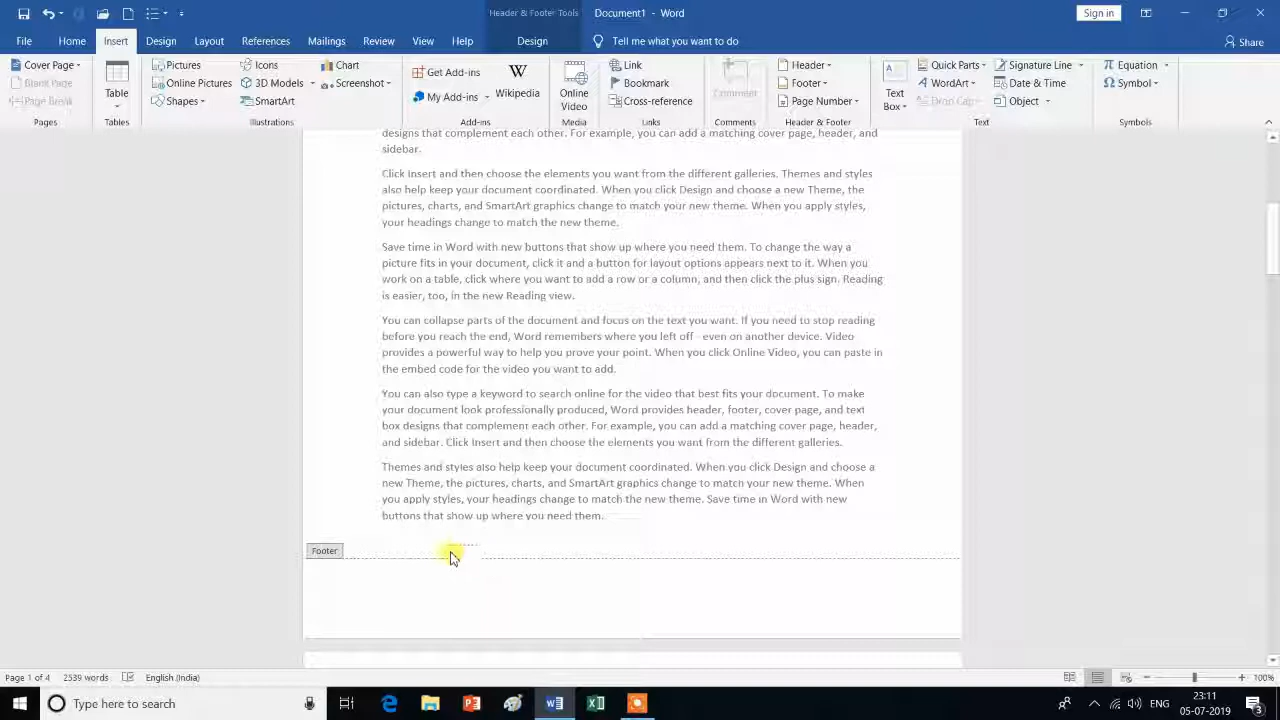 Header & Footer Tools
Document1 - Word
Sign in
File Home Insert Design Layout References Mailings Review View Help Design Tell me what you want to do Share
Cover Page
Blank Page
Page Break
Pages
Table
Tables
Pictures
Online Pictures
Shapes
Icons
3D Models
SmartArt
Chart
Screenshot
Illustrations
Get Add-ins
My Add-ins
Wikipedia
Add-ins
Online
Video
Media
Link
Bookmark
Cross-reference
Links
Comment
Comments
Header
Footer
Page Number
Header & Footer
Text
Box
Quick Parts
WordArt
Drop Cap
Signature Line
Date & Time
Object
Text
Equation
Symbol
Symbols
designs that complement each other. For example, you can add a matching cover page, header, and
sidebar.
Click Insert and then choose the elements you want from the different galleries. Themes and styles
also help keep your document coordinated. When you click Design and choose a new Theme, the
pictures, charts, and SmartArt graphics change to match your new theme. When you apply styles,
your headings change to match the new theme.
Save time in Word with new buttons that show up where you need them. To change the way a
picture fits in your document, click it and a button for layout options appears next to it. When you
work on a table, click where you want to add a row or a column, and then click the plus sign. Reading
is easier, too, in the new Reading view.
You can collapse parts of the document and focus on the text you want. If you need to stop reading
before you reach the end, Word remembers where you left off - even on another device. Video
provides a powerful way to help you prove your point. When you click Online Video, you can paste in
the embed code for the video you want to add.
You can also type a keyword to search online for the video that best fits your document. To make
your document look professionally produced, Word provides header, footer, cover page, and text
box designs that complement each other. For example, you can add a matching cover page, header,
and sidebar. Click Insert and then choose the elements you want from the different galleries.
Themes and styles also help keep your document coordinated. When you click Design and choose a
new Theme, the pictures, charts, and SmartArt graphics change to match your new theme. When
you apply styles, your headings change to match the new theme. Save time in Word with new
buttons that show up where you need them.
Footer
Page 1 of 4 2539 words English (India) 100%
Type here to search
ENG
23:11
05-07-2019
3